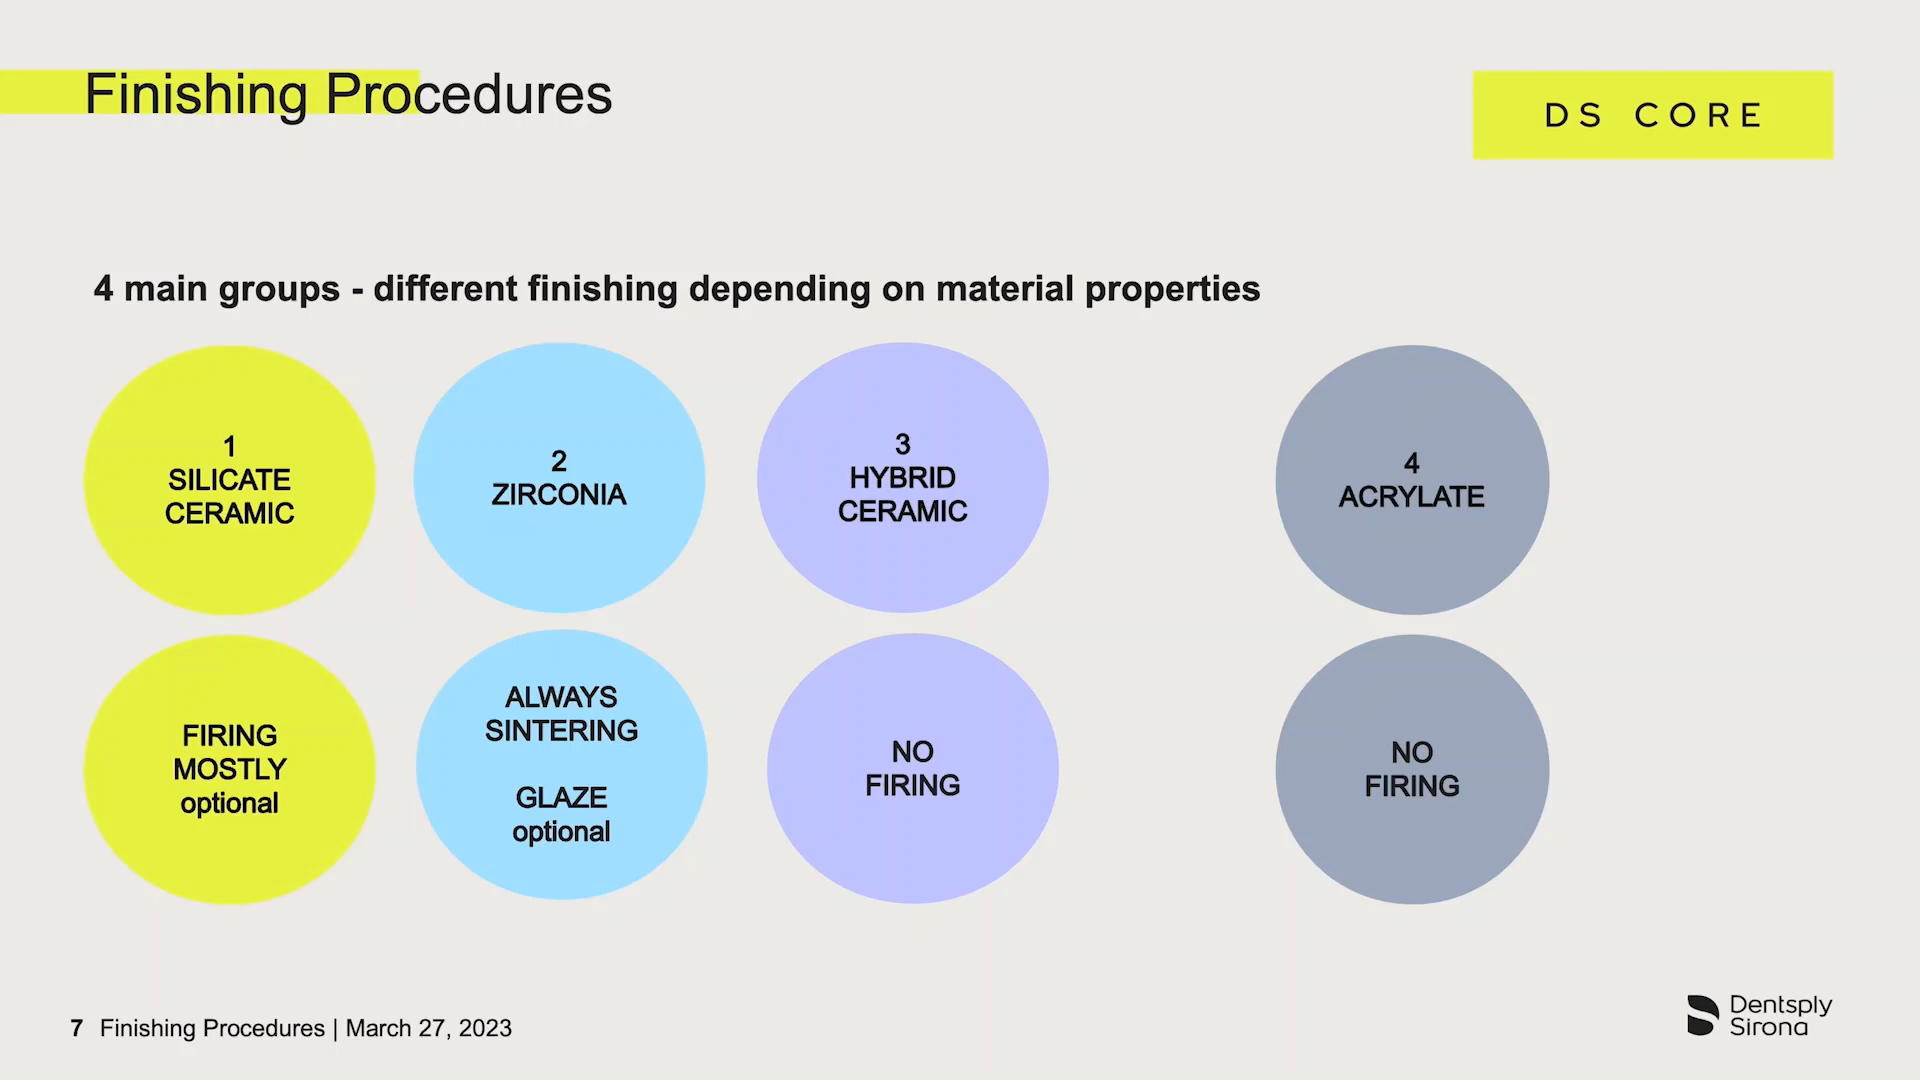 Finishing Procedures
DS CORE
4 main groups - different finishing depending on material properties
1
SILICATE
CERAMIC
2
ZIRCONIA
3
HYBRID
CERAMIC
4
ACRYLATE
FIRING
MOSTLY
optional
ALWAYS
SINTERING
GLAZE
optional
NO
FIRING
NO
FIRING
7 Finishing Procedures | March 27, 2023
Dentsply
Sirona